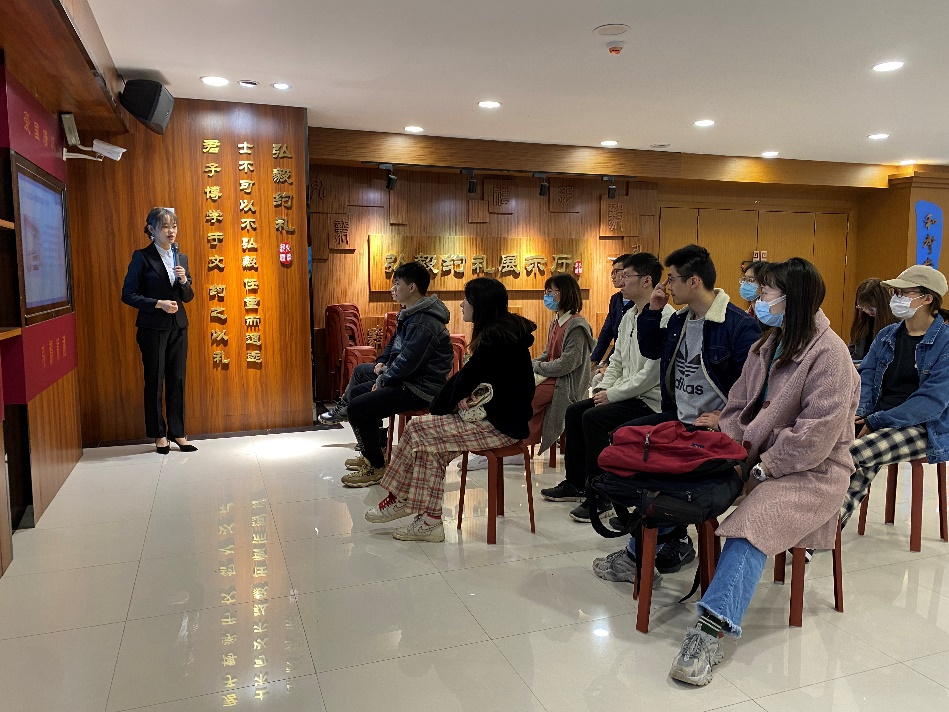 弘毅约礼
士不可以不弘毅 任重而道远
君子博学于文 约之以礼
弘毅约礼展示厅
adidas